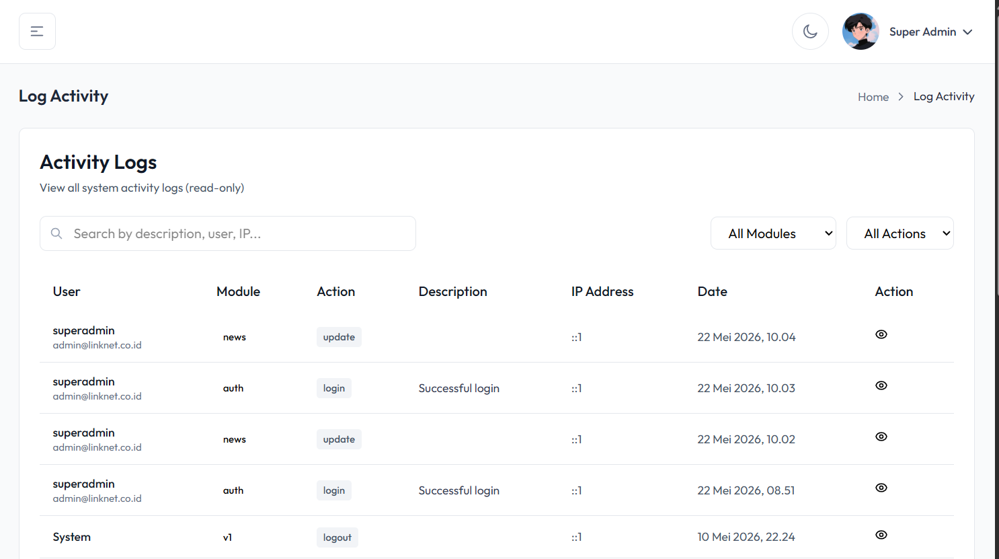 Super Admin
Log Activity
Home > Log Activity
Activity Logs
View all system activity logs (read-only)
Search by description, user, IP...
All Modules
All Actions
User Module Action Description IP Address Date Action
superadmin
admin@linknet.co.id
news update ::1 22 Mei 2026, 10.04
superadmin
admin@linknet.co.id
auth login Successful login ::1 22 Mei 2026, 10.03
superadmin
admin@linknet.co.id
news update ::1 22 Mei 2026, 10.02
superadmin
admin@linknet.co.id
auth login Successful login ::1 22 Mei 2026, 08.51
System v1 logout ::1 10 Mei 2026, 22.24